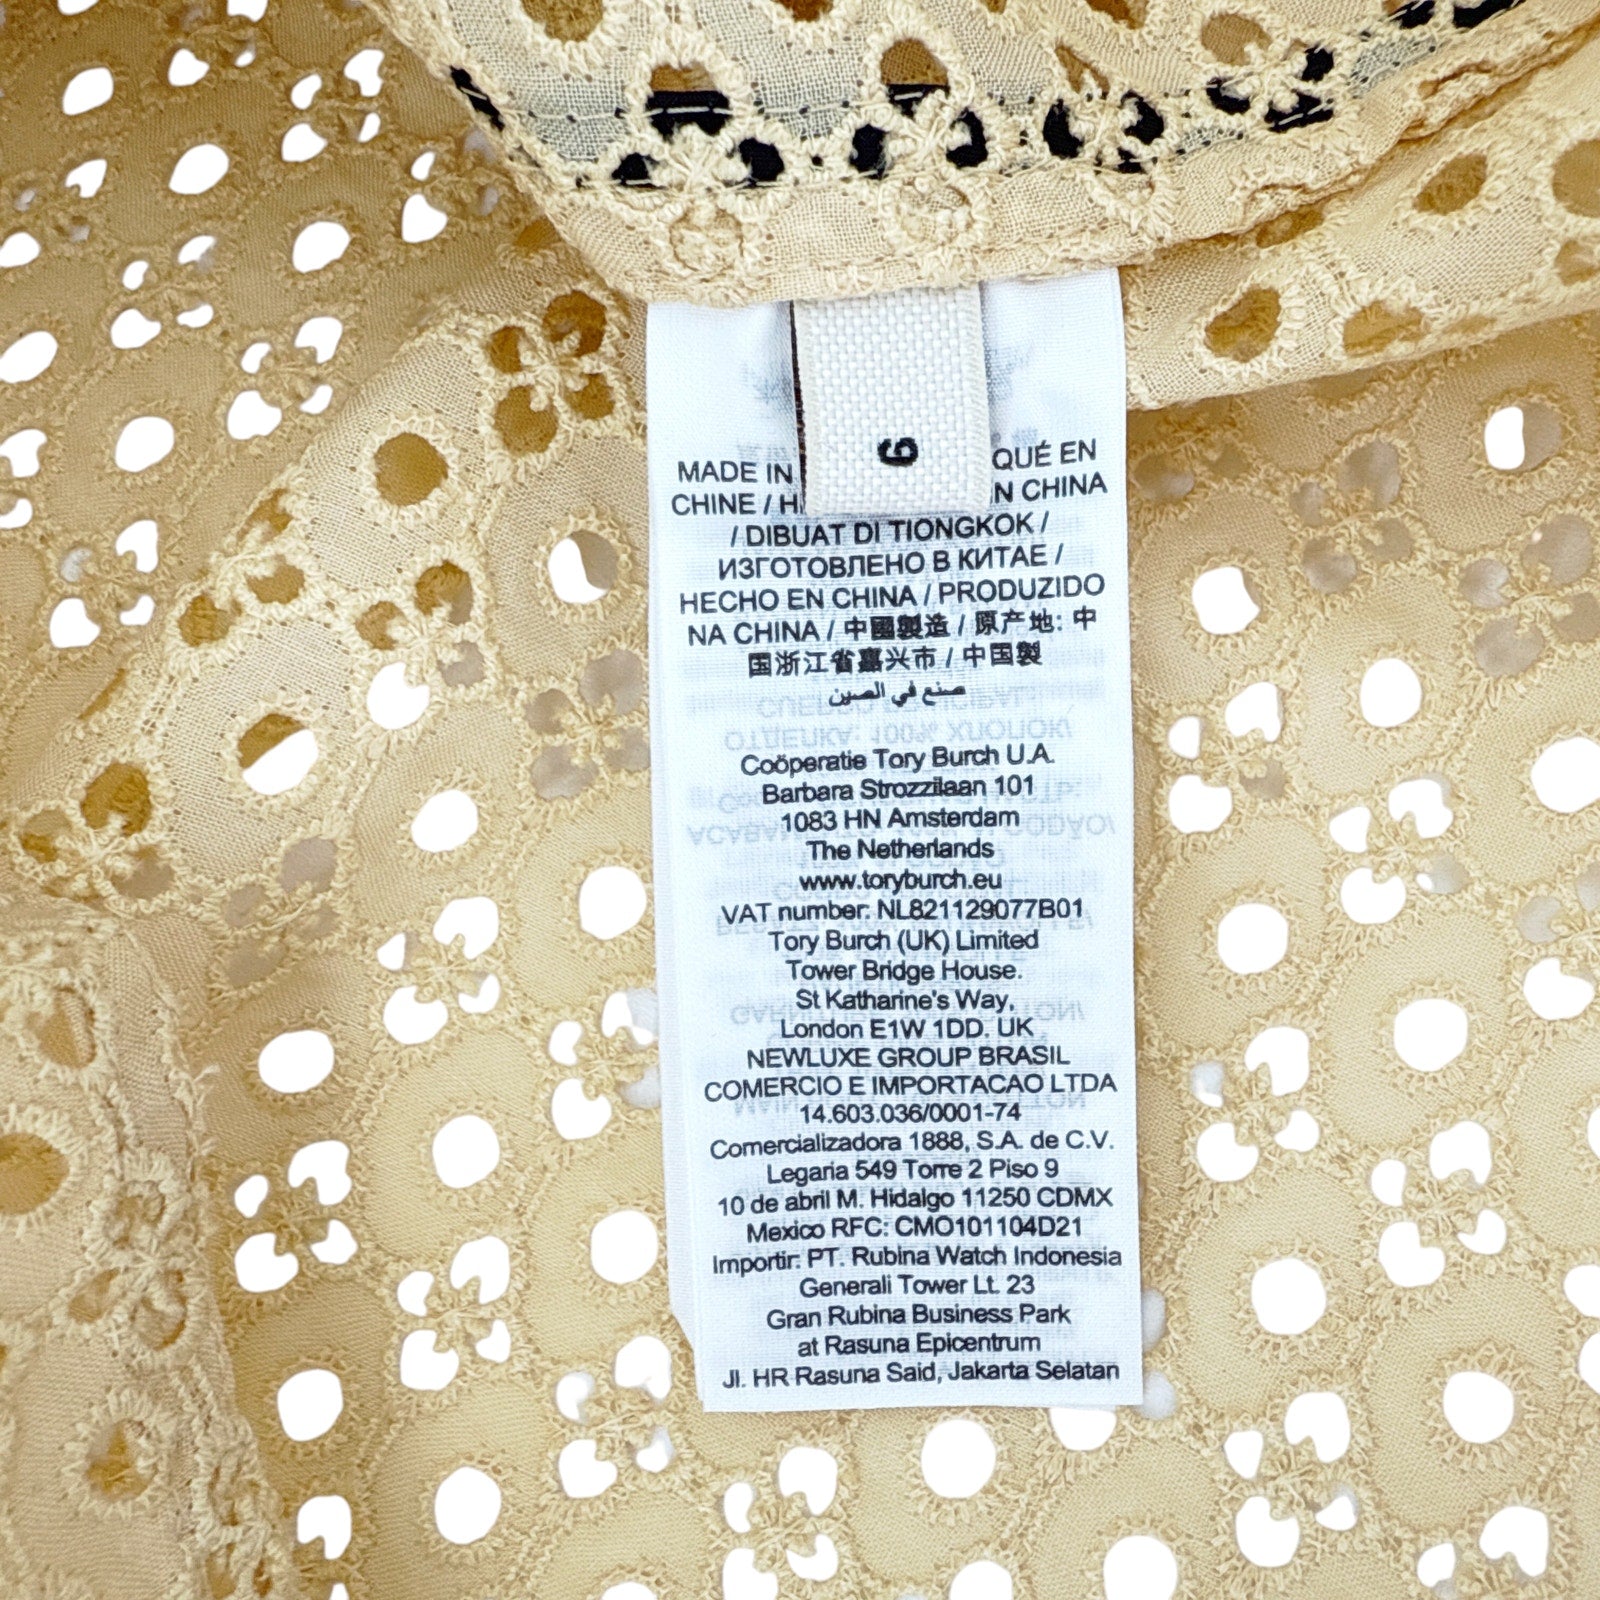 6
MADE IN QUÉ EN
CHINE / N CHINA
/ DIBUAT DI TIONGKOK /
ИЗГОТОВЛЕНО В КИТАЕ /
HECHO EN CHINA / PRODUZIDO
NA CHINA / 中國製造 / 原产地: 中
国浙江省嘉兴市 / 中国製
صنع في الصين
Coöperatie Tory Burch U.A.
Barbara Strozzilaan 101
1083 HN Amsterdam
The Netherlands
www.toryburch.eu
VAT number: NL821129077B01
Tory Burch (UK) Limited
Tower Bridge House.
St Katharine's Way,
London E1W 1DD. UK
NEWLUXE GROUP BRASIL
COMERCIO E IMPORTACAO LTDA
14.603.036/0001-74
Comercializadora 1888, S.A. de C.V.
Legaria 549 Torre 2 Piso 9
10 de abril M. Hidalgo 11250 CDMX
Mexico RFC: CMO101104D21
Importir: PT. Rubina Watch Indonesia
Generali Tower Lt. 23
Gran Rubina Business Park
at Rasuna Epicentrum
Jl. HR Rasuna Said, Jakarta Selatan